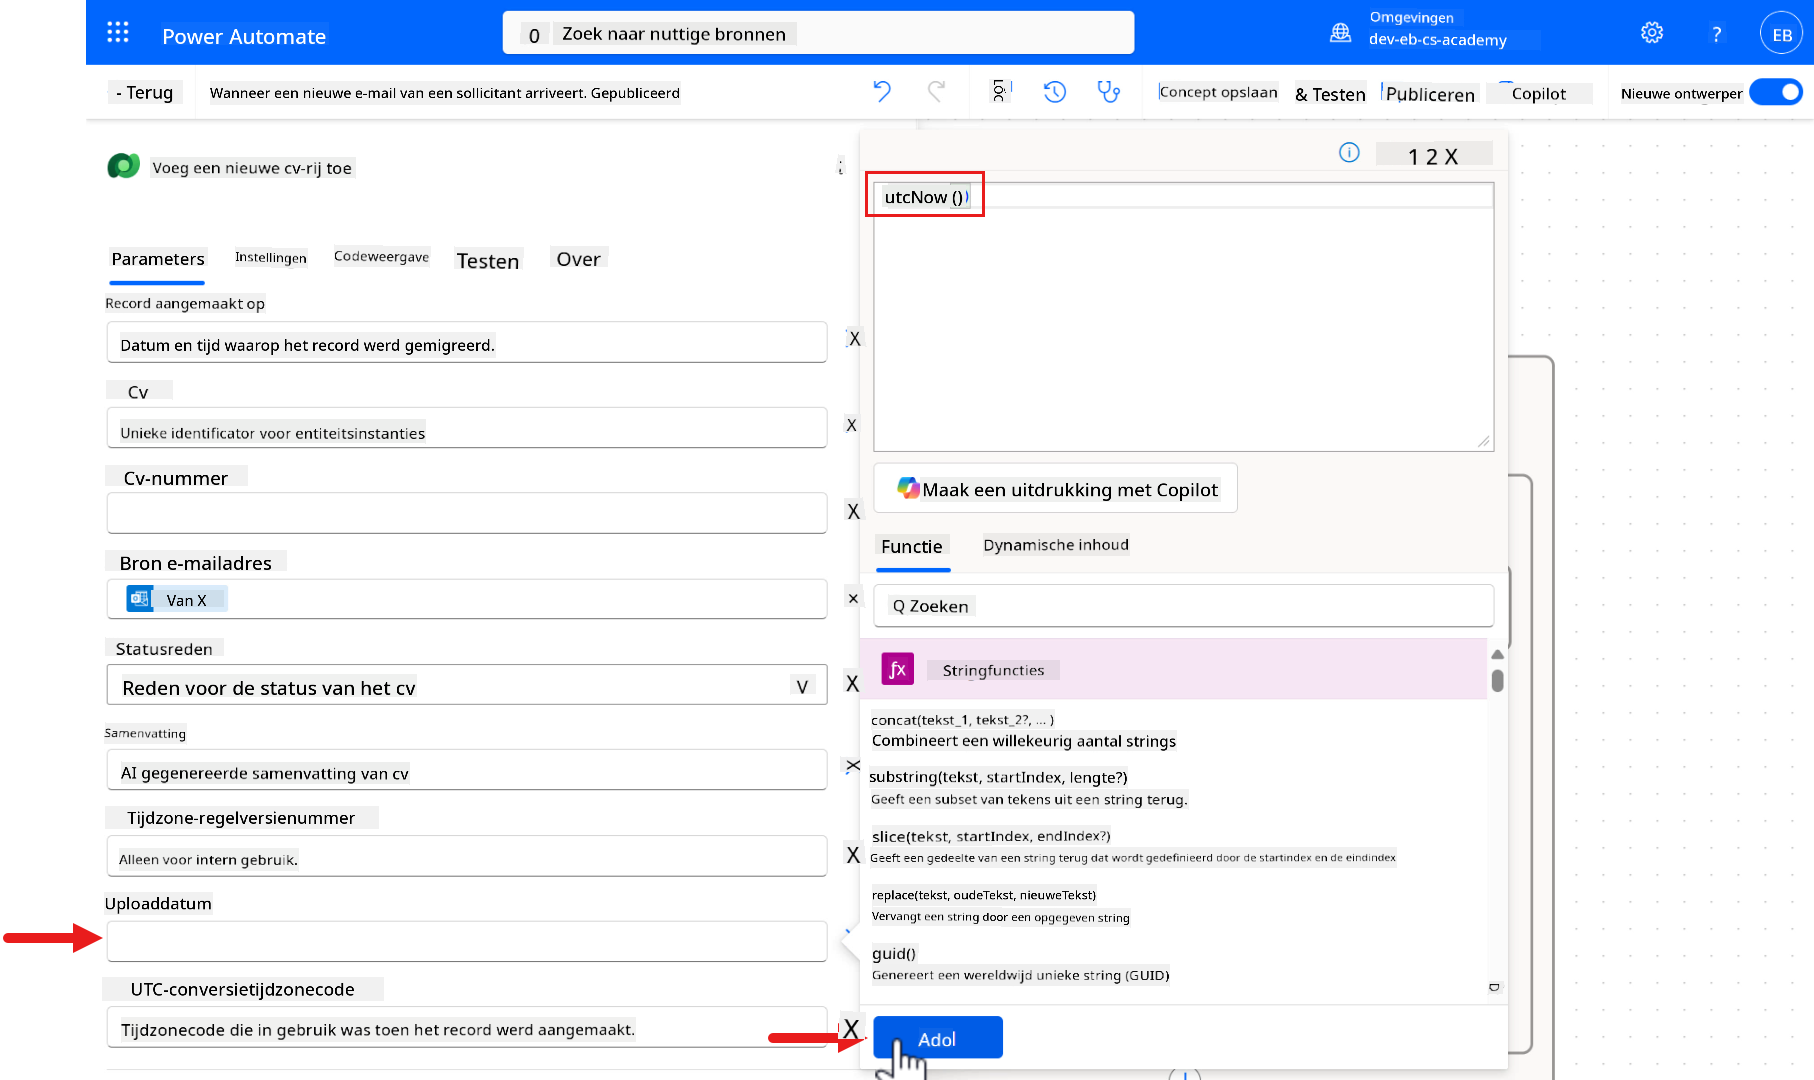 Power Automate
Zoek naar nuttige bronnen
Omgevingen
dev-eb-cs-academy
?
EB
- Terug
Wanneer een nieuwe e-mail van een sollicitant arriveert. Gepubliceerd
Concept opslaan
& Testen
Publiceren
Copilot
Nieuwe ontwerper
Voeg een nieuwe cv-rij toe
Parameters
Instellingen
Codeweergave
Testen
Over
Record aangemaakt op
Datum en tijd waarop het record werd gemigreerd.
X
Cv
Unieke identificator voor entiteitsinstanties
X
Cv-nummer
X
Bron e-mailadres
Van X
×
Statusreden
Reden voor de status van het cv
V
X
Samenvatting
AI gegenereerde samenvatting van cv
X
Tijdzone-regelversienummer
Alleen voor intern gebruik.
X
Uploaddatum
UTC-conversietijdzonecode
Tijdzonecode die in gebruik was toen het record werd aangemaakt.
X
1 2 X
utcNow ())
Maak een uitdrukking met Copilot
Functie
Dynamische inhoud
Q Zoeken
fx
Stringfuncties
concat(tekst_1, tekst_2?, ... )
Combineert een willekeurig aantal strings
substring(tekst, startIndex, lengte?)
Geeft een subset van tekens uit een string terug.
slice(tekst, startIndex, endIndex?)
Geeft een gedeelte van een string terug dat wordt gedefinieerd door de startindex en de eindindex
replace(tekst, oudeTekst, nieuweTekst)
Vervangt een string door een opgegeven string
guid()
Genereert een wereldwijd unieke string (GUID)
Adol